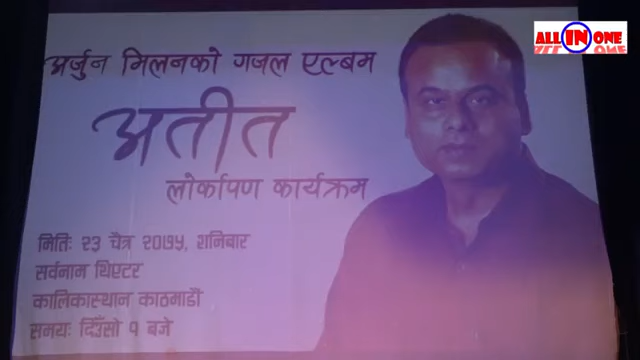 अर्जुन मिलनको गजल एल्बम
अतीत
लोर्कापण कार्यक्रम
मितिः २३ चैत्र २०७५, शनिबार
सर्वनाम थिएटर
कालिकास्थान काठमाडौं
समयः दिउँसो १ बजे
ALL IN ONE